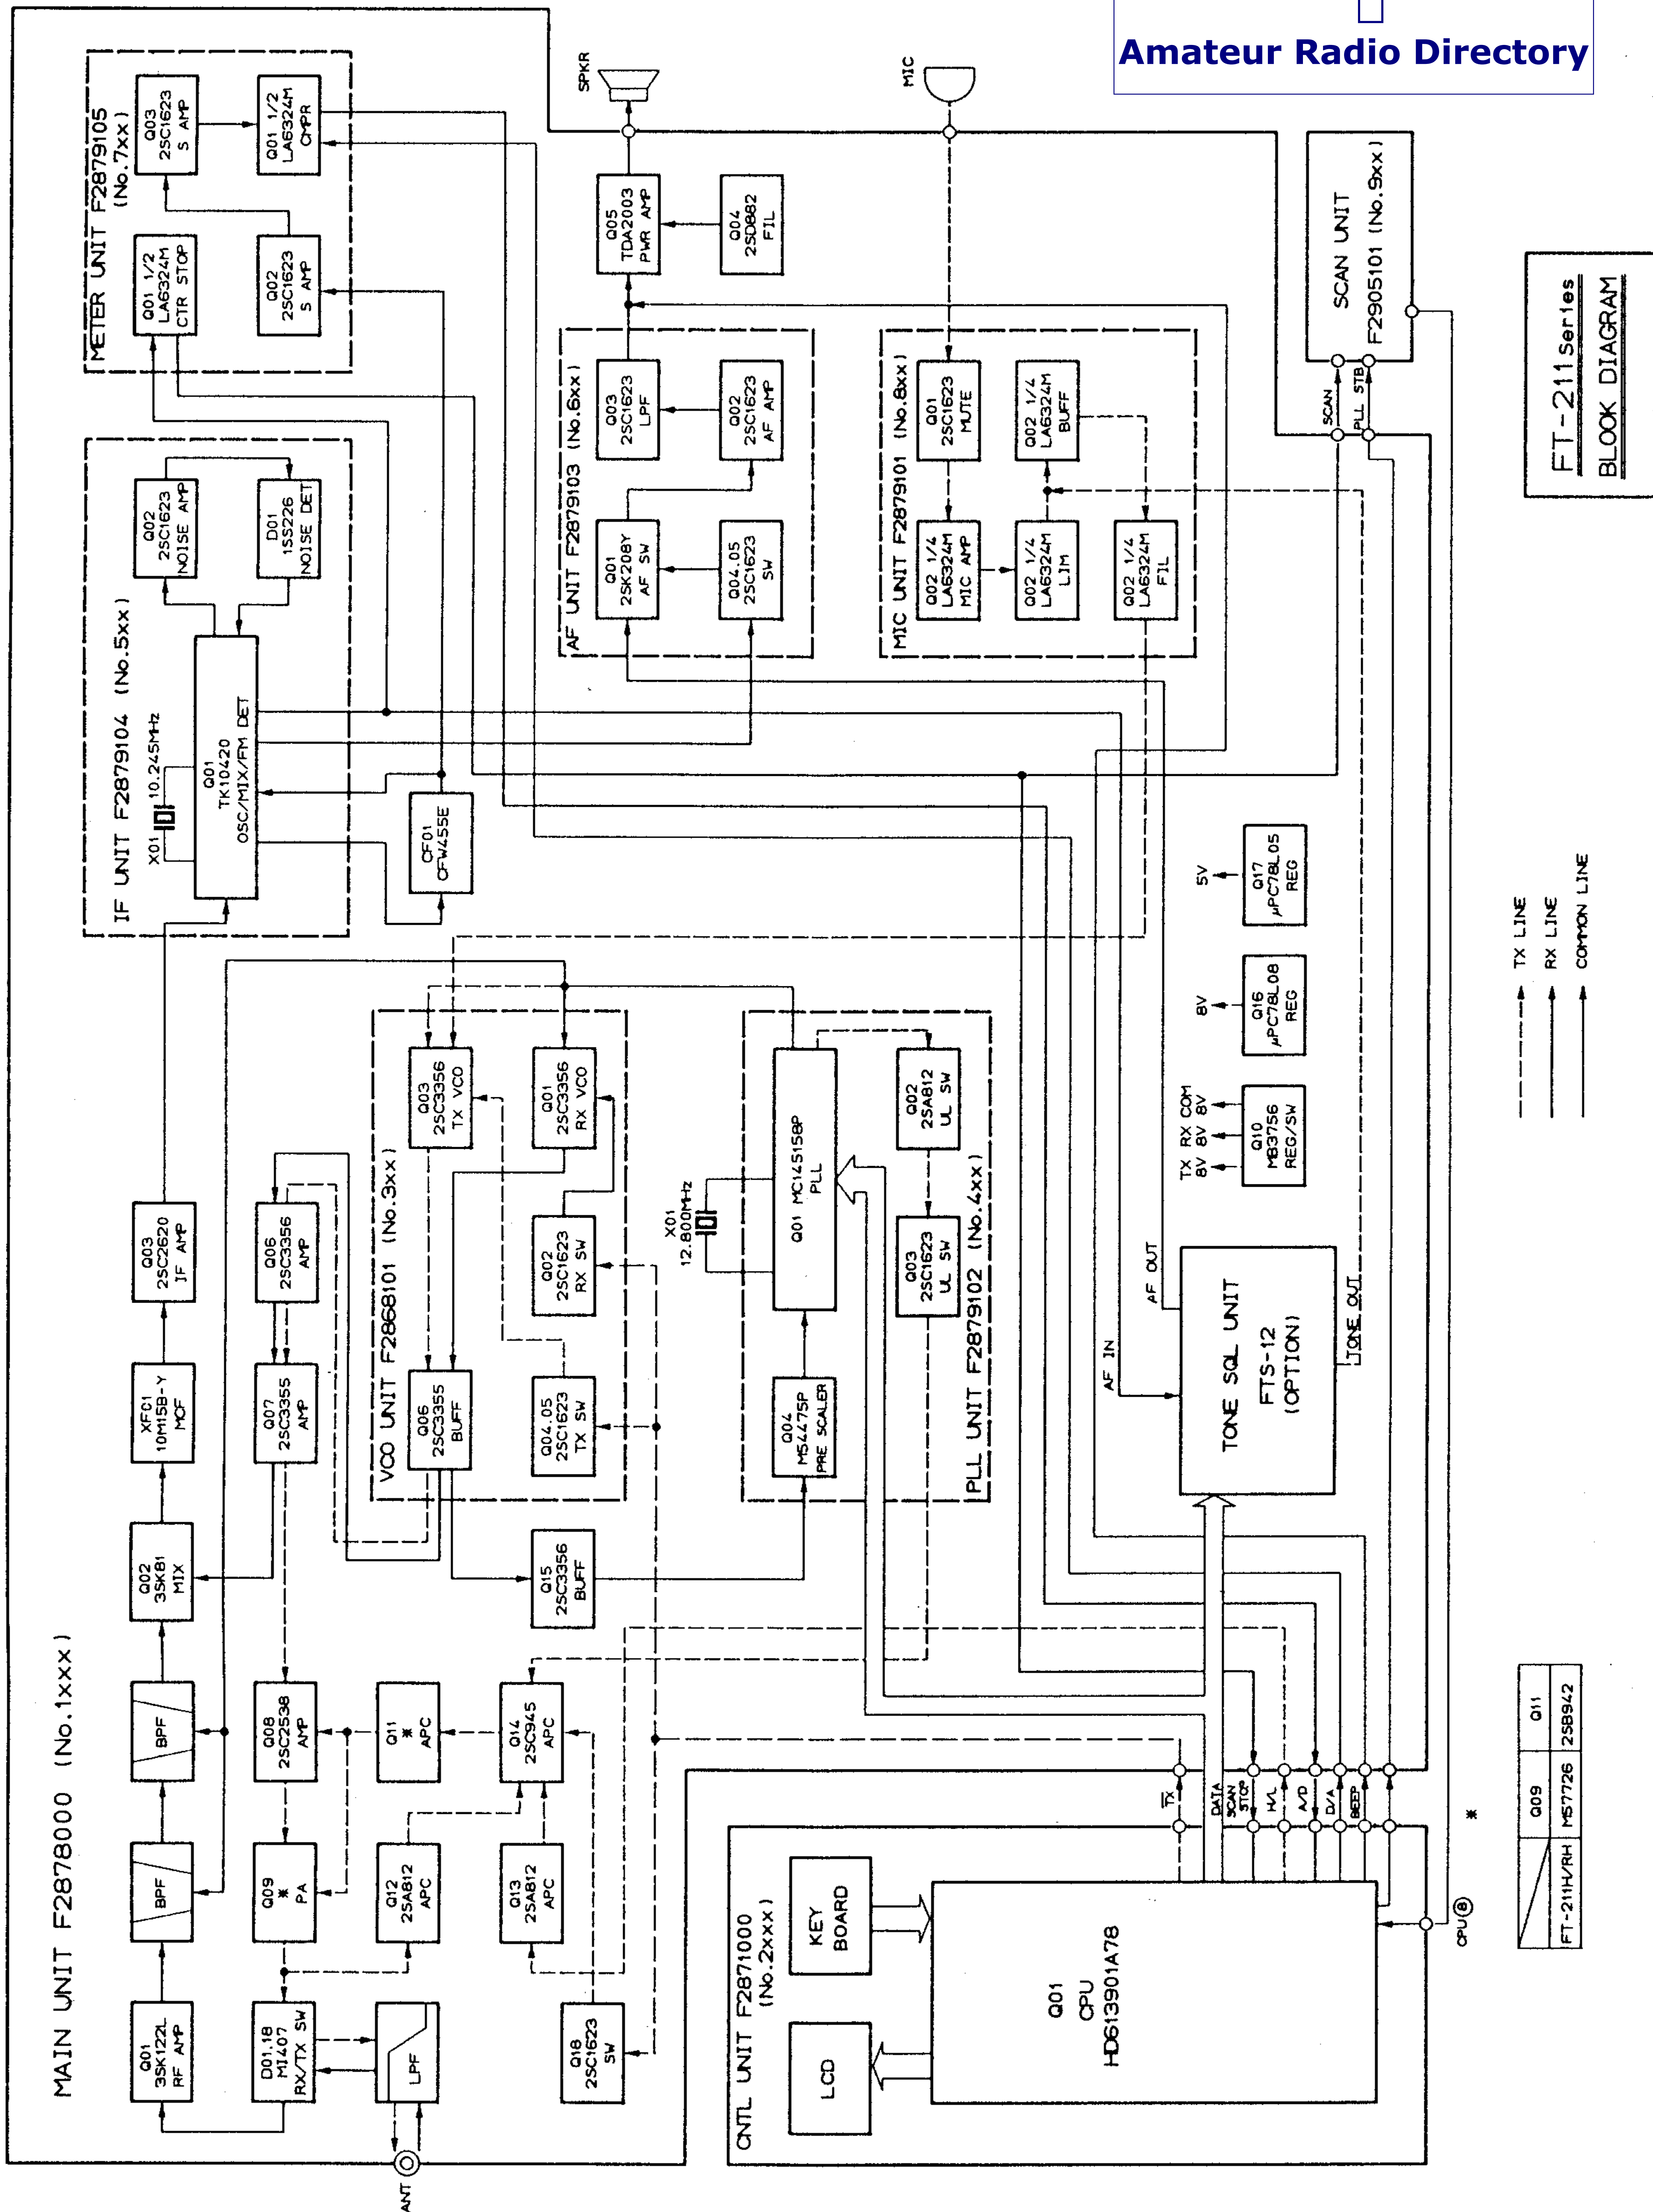 Amateur Radio Directory
MAIN UNIT F2878000 (No.1xxx)
Q01
3SK122L
RF AMP
BPF
BPF
Q02
3SK81
MIX
XFC1
10M15B-Y
MCF
Q03
2SC2620
IF AMP
D01.18
MI407
RX/TX SW
Q09
*
PA
Q08
2SC2538
AMP
Q07
2SC3355
AMP
Q06
2SC3356
AMP
ANT
LPF
Q12
2SA812
APC
Q11
*
APC
Q13
2SA812
APC
Q14
2SC945
APC
Q18
2SC1623
SW
Q15
2SC3356
BUFF
IF UNIT F2879104 (No.5xx)
X01
10.245MHz
Q01
TK10420
OSC/MIX/FM DET
Q02
2SC1623
NOISE AMP
D01
1SS226
NOISE DET
CF01
CFW455E
METER UNIT F2879105
(No.7xx)
Q01 1/2
LA6324M
CTR STOP
Q02
2SC1623
S AMP
Q03
2SC1623
S AMP
Q01 1/2
LA6324M
CMPR
VCO UNIT F2868101 (No.3xx)
Q06
2SC3355
BUFF
Q03
2SC3356
TX VCO
Q04.05
2SC1623
TX SW
Q02
2SC1623
RX SW
Q01
2SC3356
RX VCO
X01
12.800MHz
Q04
M54475P
PRE SCALER
Q01 MC145158P
PLL
Q03
2SC1623
UL SW
Q02
2SA812
UL SW
PLL UNIT F2879102 (No.4xx)
AF UNIT F2879103 (No.6xx)
Q01
2SK208Y
AF SW
Q04.05
2SC1623
SW
Q03
2SC1623
LPF
Q02
2SC1623
AF AMP
Q05
TDA2003
PWR AMP
Q04
2SD882
FIL
SPKR
MIC
MIC UNIT F2879101 (No.8xx)
Q02 1/4
LA6324M
MIC AMP
Q01
2SC1623
MUTE
Q02 1/4
LA6324M
LIM
Q02 1/4
LA6324M
BUFF
Q02 1/4
LA6324M
FIL
TX RX COM
8V 8V 8V
Q10
MB3756
REG/SW
8V
Q16
µPC78L08
REG
5V
Q17
µPC78L05
REG
AF IN
AF OUT
TONE SQL UNIT
FTS-12
(OPTION)
TONE OUT
SCAN
PLL STB
SCAN UNIT
F2905101 (No.9xx)
CNTL UNIT F2871000
(No.2xxx)
LCD
KEY
BOARD
Q01
CPU
HD613901A78
TX
DATA
SCAN
STOP
H/L
A/D
D/A
BEEP
CPU⑧
*
Q09
Q11
FT-211H/RH
M57726
2SB942
TX LINE
RX LINE
COMMON LINE
FT-211 Series
BLOOK DIAGRAM